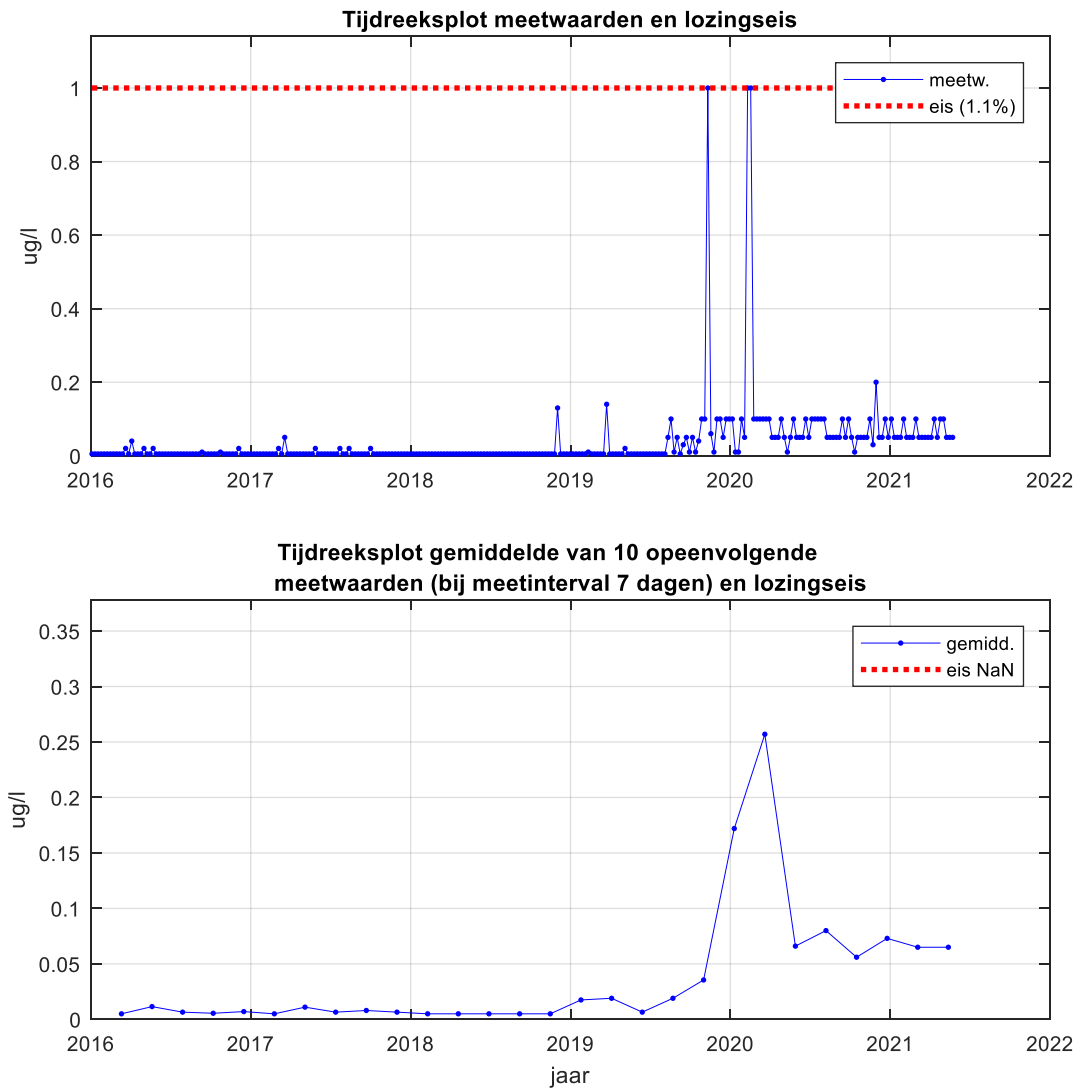 Tijdreeksplot meetwaarden en lozingseis
1
0.8
0.6
0.4
0.2
0
ug/l
meetw.
eis (1.1%)
2016 2017 2018 2019 2020 2021 2022
Tijdreeksplot gemiddelde van 10 opeenvolgende
meetwaarden (bij meetinterval 7 dagen) en lozingseis
0.35
0.3
0.25
0.2
0.15
0.1
0.05
0
ug/l
gemidd.
eis NaN
2016 2017 2018 2019 2020 2021 2022
jaar